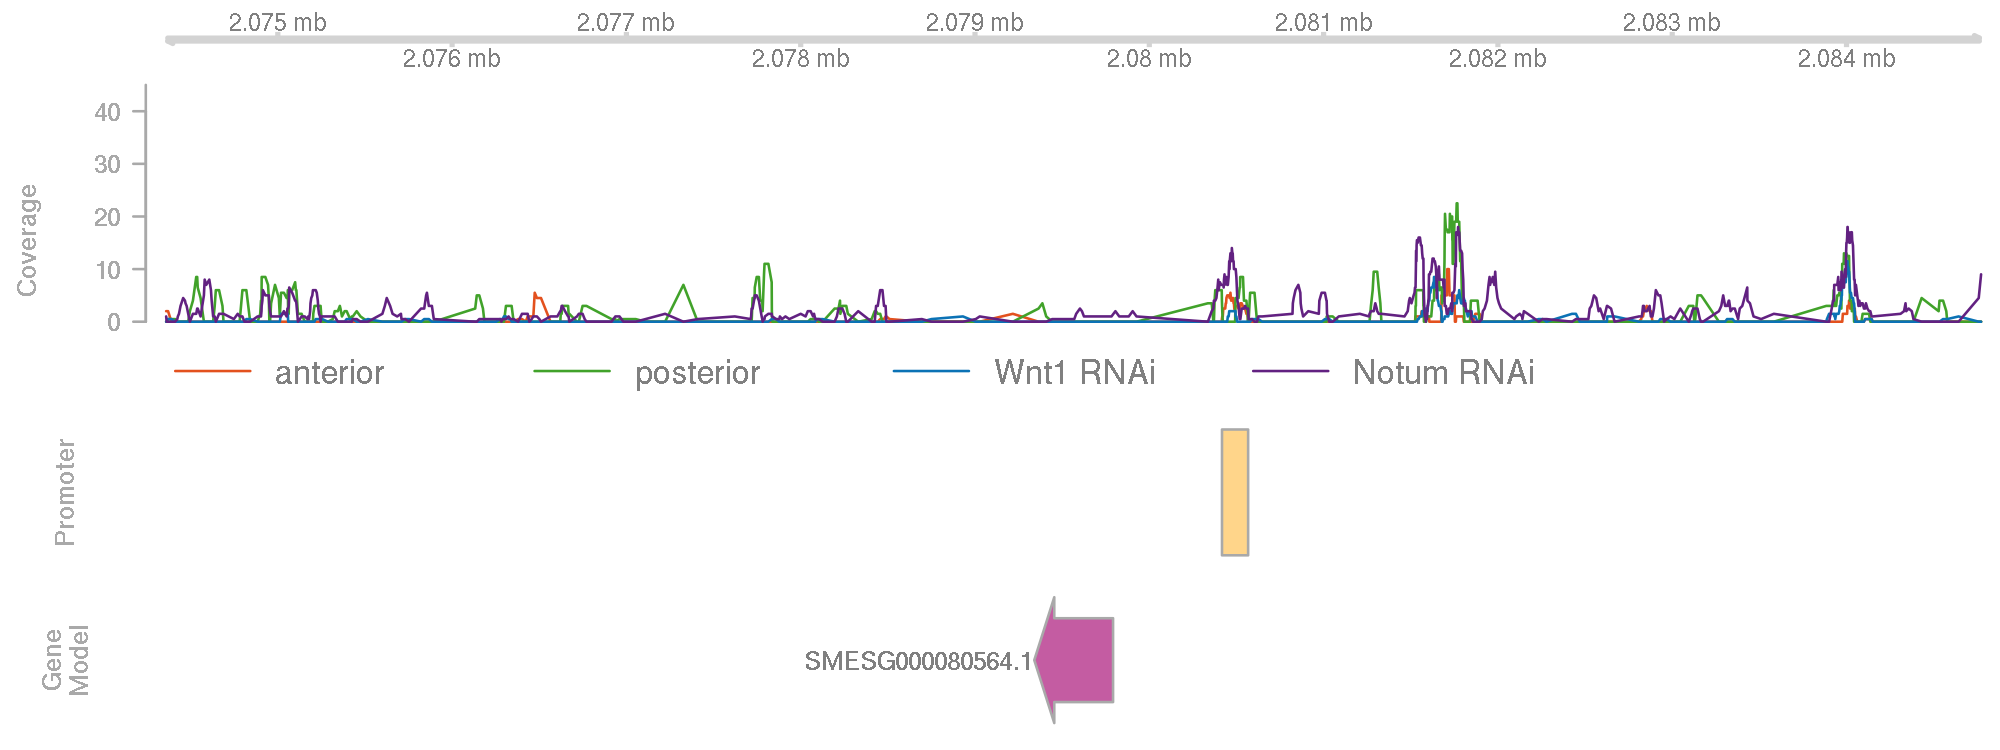 2.075 mb 2.077 mb 2.079 mb 2.081 mb 2.083 mb
2.076 mb 2.078 mb 2.08 mb 2.082 mb 2.084 mb
Coverage
40
30
20
10
0
anterior posterior Wnt1 RNAi Notum RNAi
Promoter
Gene
Model
SMESG000080564.1